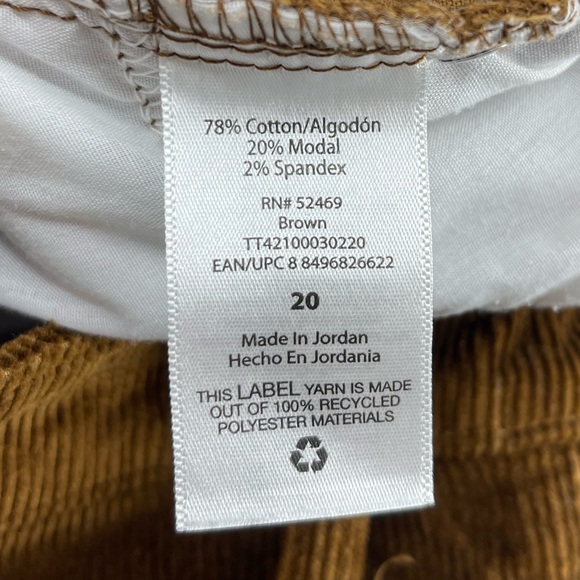 78% Cotton/Algodón
20% Modal
2% Spandex
RN# 52469
Brown
TT42100030220
EAN/UPC 8 8496826622
20
Made In Jordan
Hecho En Jordania
THIS LABEL YARN IS MADE
OUT OF 100% RECYCLED
POLYESTER MATERIALS